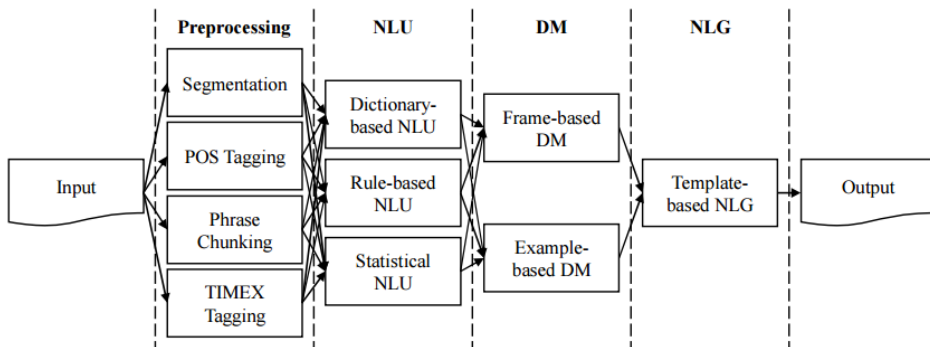 Preprocessing
NLU
DM
NLG
Input
Segmentation
POS Tagging
Phrase
Chunking
TIMEX
Tagging
Dictionary-
based NLU
Rule-based
NLU
Statistical
NLU
Frame-based
DM
Example-
based DM
Template-
based NLG
Output